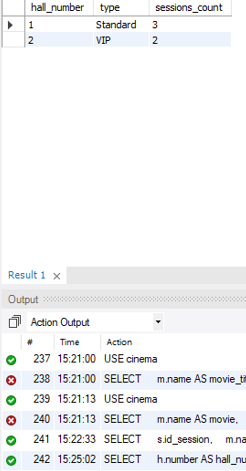 hall_number type sessions_count
1 Standard 3
2 VIP 2
Result 1
Output
Action Output
# Time Action
237 15:21:00 USE cinema
238 15:21:00 SELECT m.name AS movie_tit
239 15:21:13 USE cinema
240 15:21:13 SELECT m.name AS movie,
241 15:22:33 SELECT s.id_session, m.na
242 15:25:02 SELECT h.number AS hall_nu